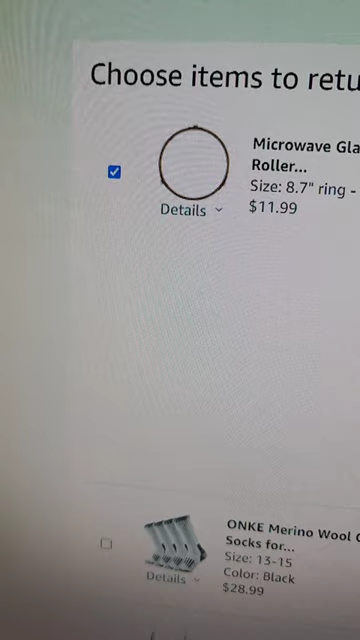 Choose items to retu
Microwave Gla
Roller...
Size: 8.7" ring -
$11.99
Details
ONKE Merino Wool C
Socks for...
Size: 13-15
Color: Black
$28.99
Details